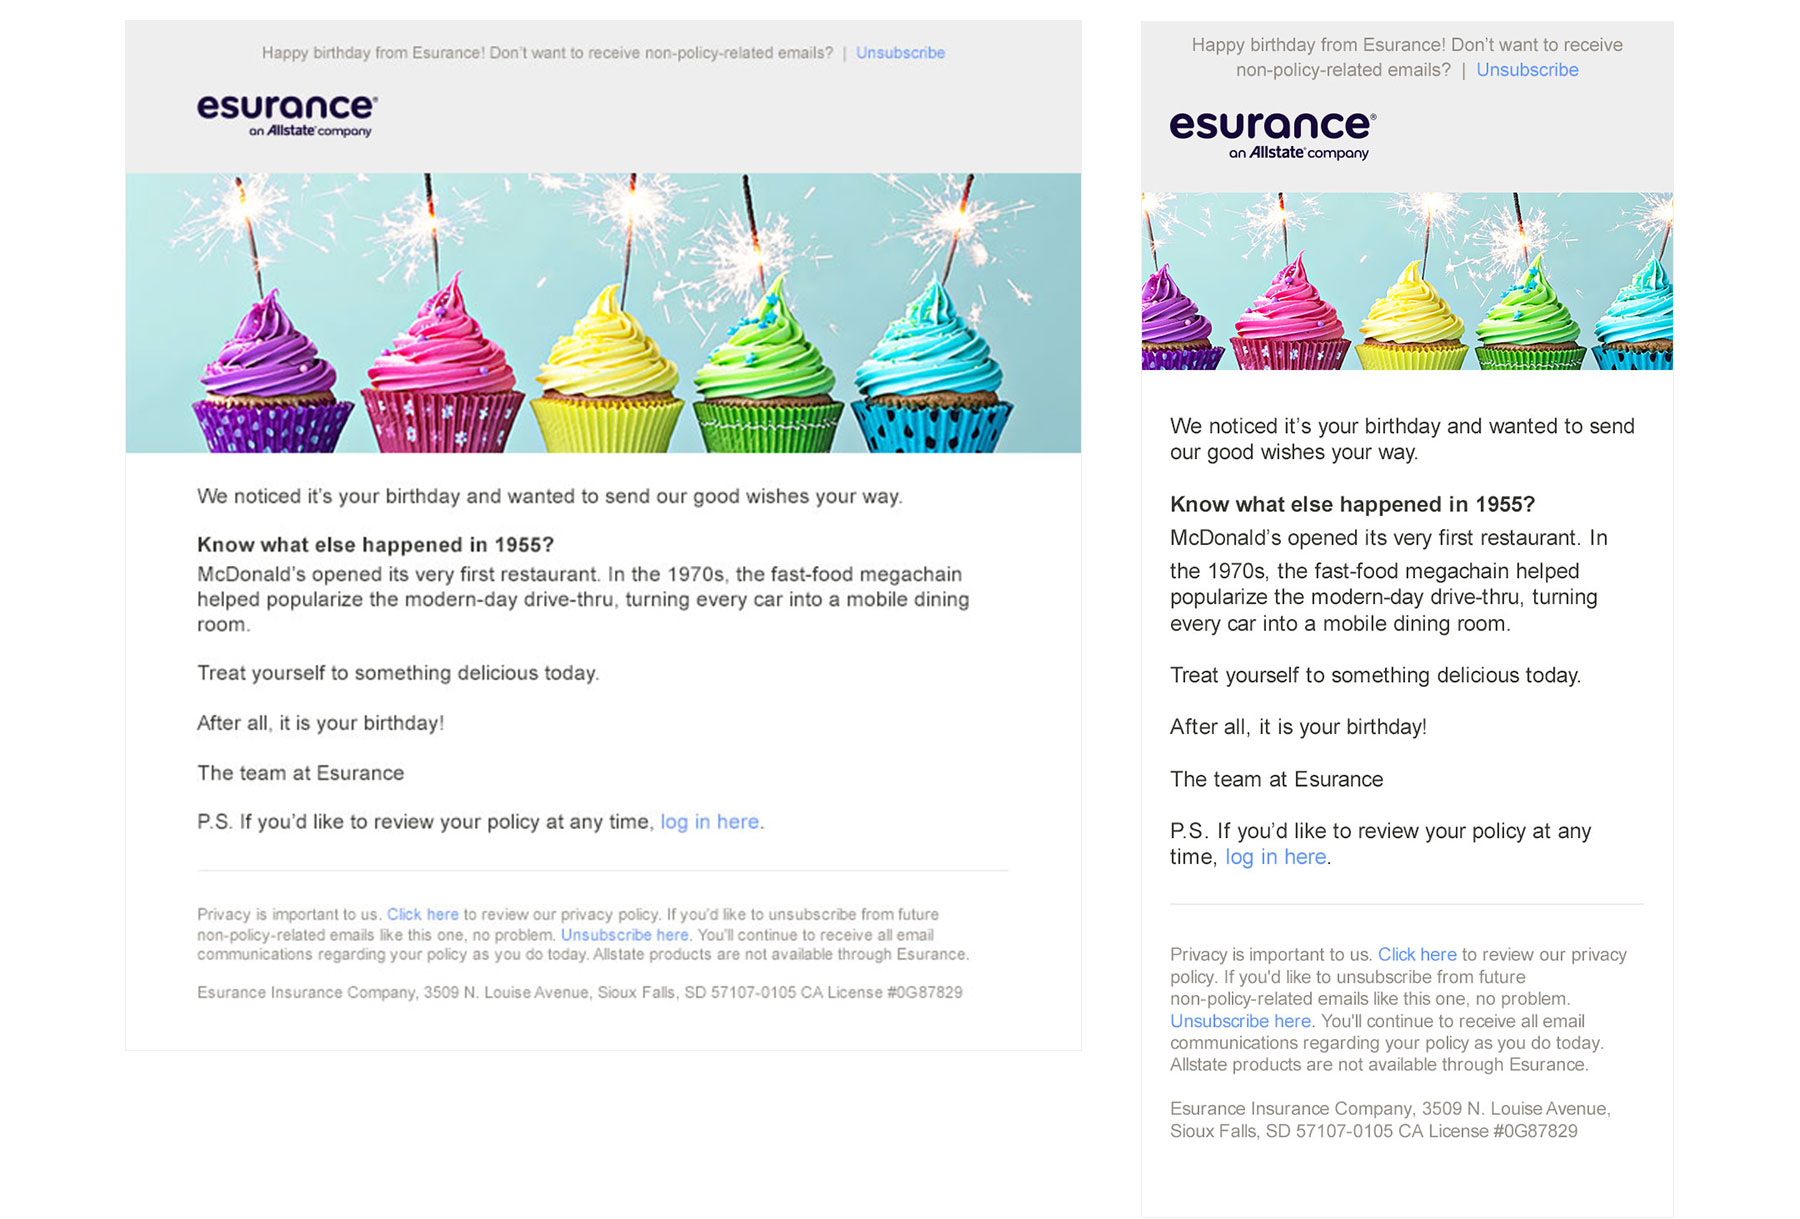 Happy birthday from Esurance! Don’t want to receive non-policy-related emails? | Unsubscribe
esurance®
an Allstate® company
We noticed it’s your birthday and wanted to send our good wishes your way.
Know what else happened in 1955?
McDonald’s opened its very first restaurant. In the 1970s, the fast-food megachain
helped popularize the modern-day drive-thru, turning every car into a mobile dining
room.
Treat yourself to something delicious today.
After all, it is your birthday!
The team at Esurance
P.S. If you’d like to review your policy at any time, log in here.
Privacy is important to us. Click here to review our privacy policy. If you'd like to unsubscribe from future
non-policy-related emails like this one, no problem. Unsubscribe here. You'll continue to receive all email
communications regarding your policy as you do today. Allstate products are not available through Esurance.
Esurance Insurance Company, 3509 N. Louise Avenue, Sioux Falls, SD 57107-0105 CA License #0G87829
Happy birthday from Esurance! Don’t want to receive
non-policy-related emails? | Unsubscribe
esurance®
an Allstate® company
We noticed it’s your birthday and wanted to send
our good wishes your way.
Know what else happened in 1955?
McDonald’s opened its very first restaurant. In
the 1970s, the fast-food megachain helped
popularize the modern-day drive-thru, turning
every car into a mobile dining room.
Treat yourself to something delicious today.
After all, it is your birthday!
The team at Esurance
P.S. If you’d like to review your policy at any
time, log in here.
Privacy is important to us. Click here to review our privacy
policy. If you'd like to unsubscribe from future
non-policy-related emails like this one, no problem.
Unsubscribe here. You'll continue to receive all email
communications regarding your policy as you do today.
Allstate products are not available through Esurance.
Esurance Insurance Company, 3509 N. Louise Avenue,
Sioux Falls, SD 57107-0105 CA License #0G87829